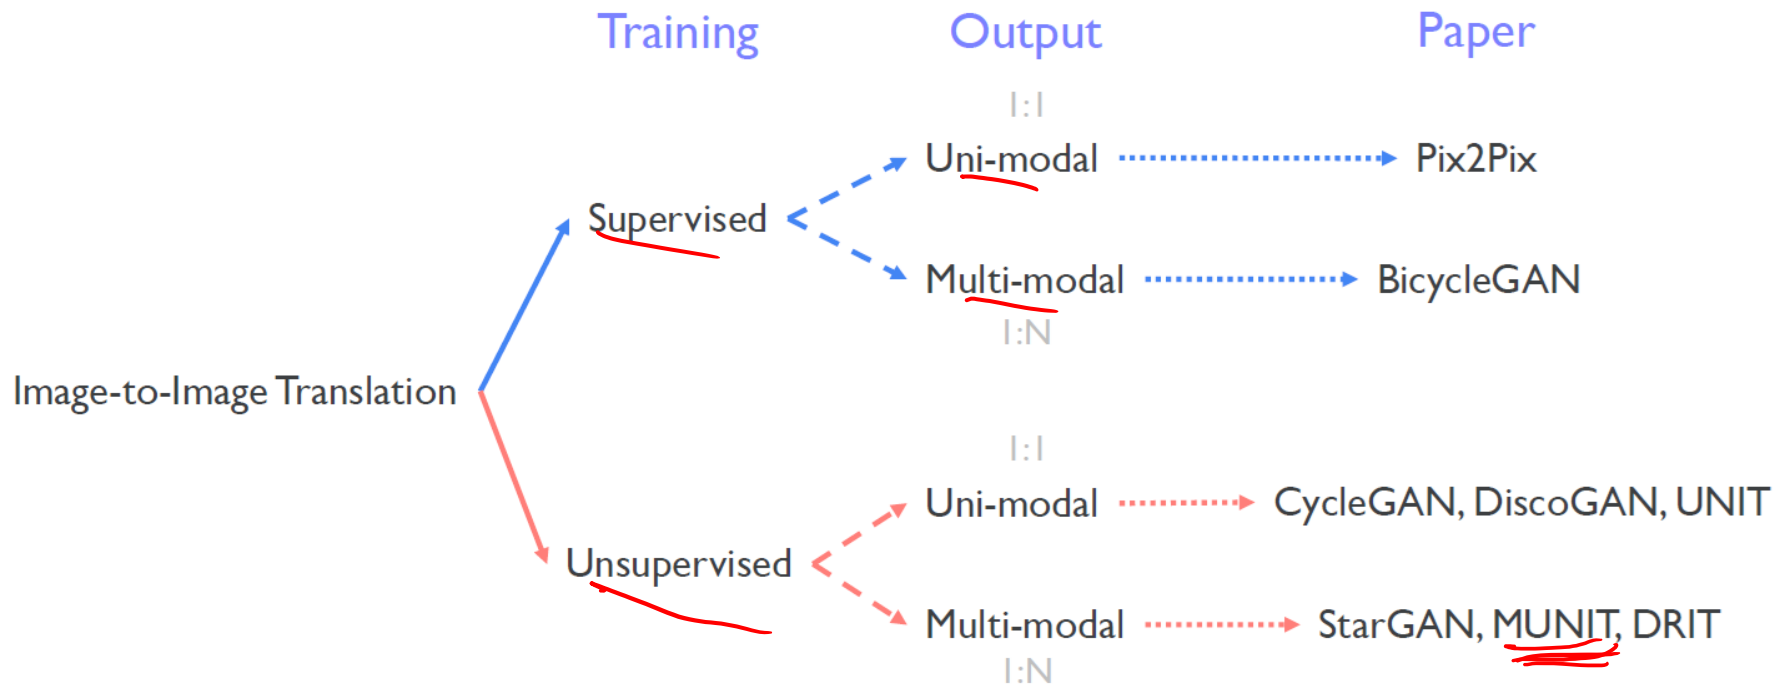 Training Output Paper
1:1
Uni-modal Pix2Pix
Supervised
Multi-modal BicycleGAN
1:N
Image-to-Image Translation
1:1
Uni-modal CycleGAN, DiscoGAN, UNIT
Unsupervised
Multi-modal StarGAN, MUNIT, DRIT
1:N